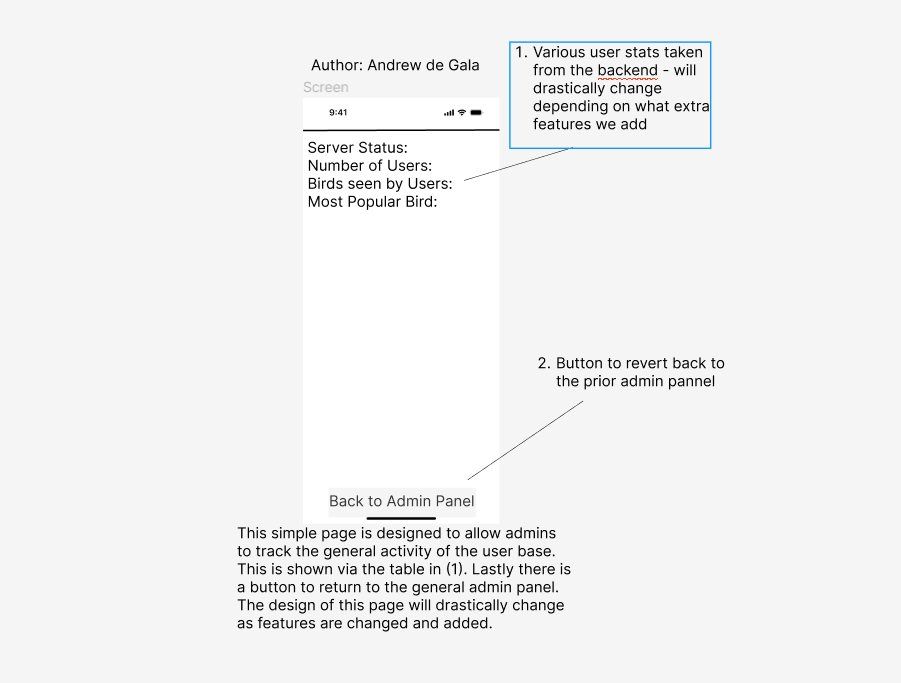 Author: Andrew de Gala
Screen
9:41
Server Status:
Number of Users:
Birds seen by Users:
Most Popular Bird:
1. Various user stats taken
from the backend - will
drastically change
depending on what extra
features we add
2. Button to revert back to
the prior admin pannel
Back to Admin Panel
This simple page is designed to allow admins
to track the general activity of the user base.
This is shown via the table in (1). Lastly there is
a button to return to the general admin panel.
The design of this page will drastically change
as features are changed and added.